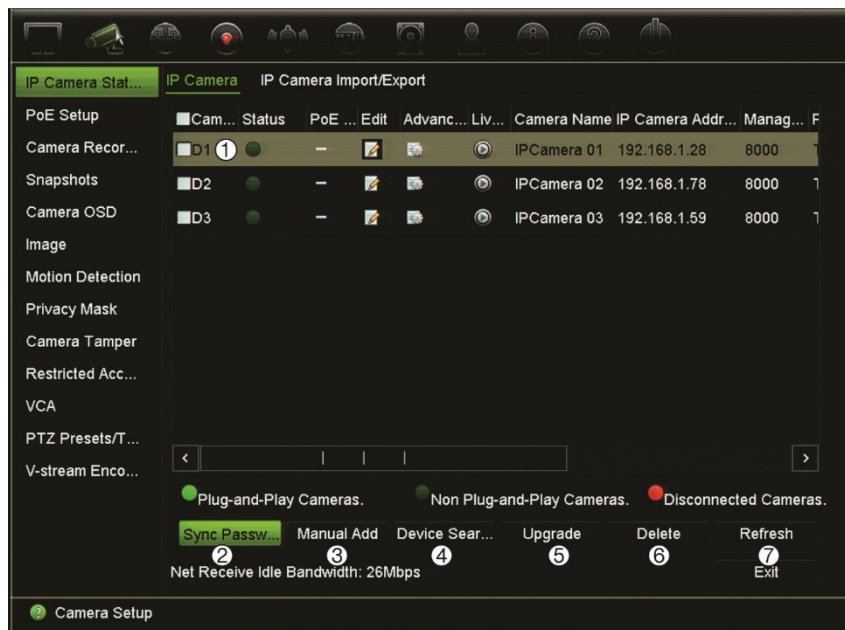 IP Camera Stat...
PoE Setup
Camera Recor...
Snapshots
Camera OSD
Image
Motion Detection
Privacy Mask
Camera Tamper
Restricted Acc...
VCA
PTZ Presets/T...
V-stream Enco...
IP Camera IP Camera Import/Export
Cam... Status PoE ... Edit Advanc... Liv... Camera Name IP Camera Addr... Manag...
D1 ① – IPCamera 01 192.168.1.28 8000
D2 – IPCamera 02 192.168.1.78 8000
D3 – IPCamera 03 192.168.1.59 8000
Plug-and-Play Cameras. Non Plug-and-Play Cameras. Disconnected Cameras.
Sync Passw... Manual Add Device Sear... Upgrade Delete Refresh
② ③ ④ ⑤ ⑥ ⑦
Net Receive Idle Bandwidth: 26Mbps Exit
Camera Setup